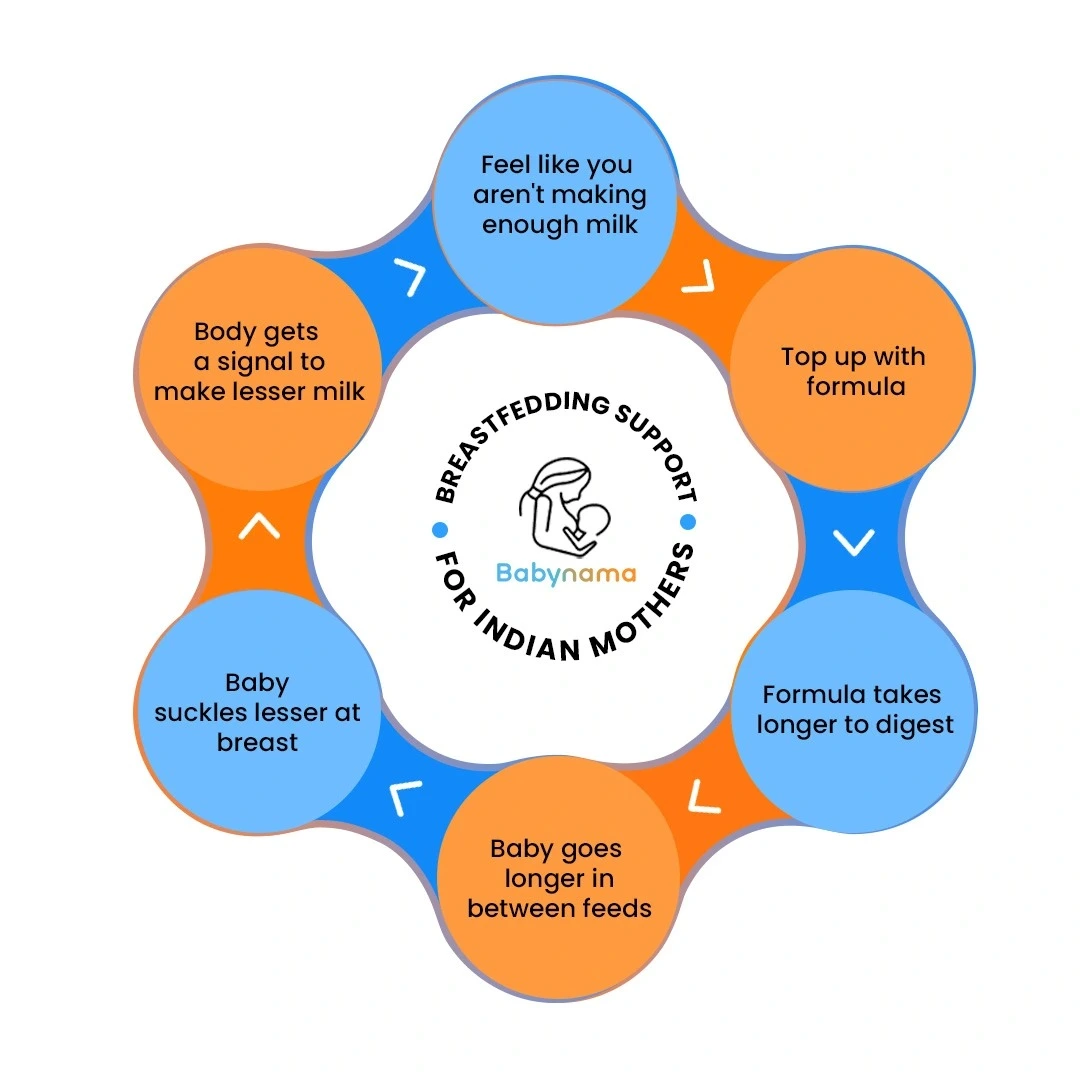 Feel like you
aren't making
enough milk
Top up with
formula
Formula takes
longer to digest
Baby goes
longer in
between feeds
Baby
suckles lesser at
breast
Body gets
a signal to
make lesser milk
BREASTFEDDING SUPPORT
FOR INDIAN MOTHERS
Babynama